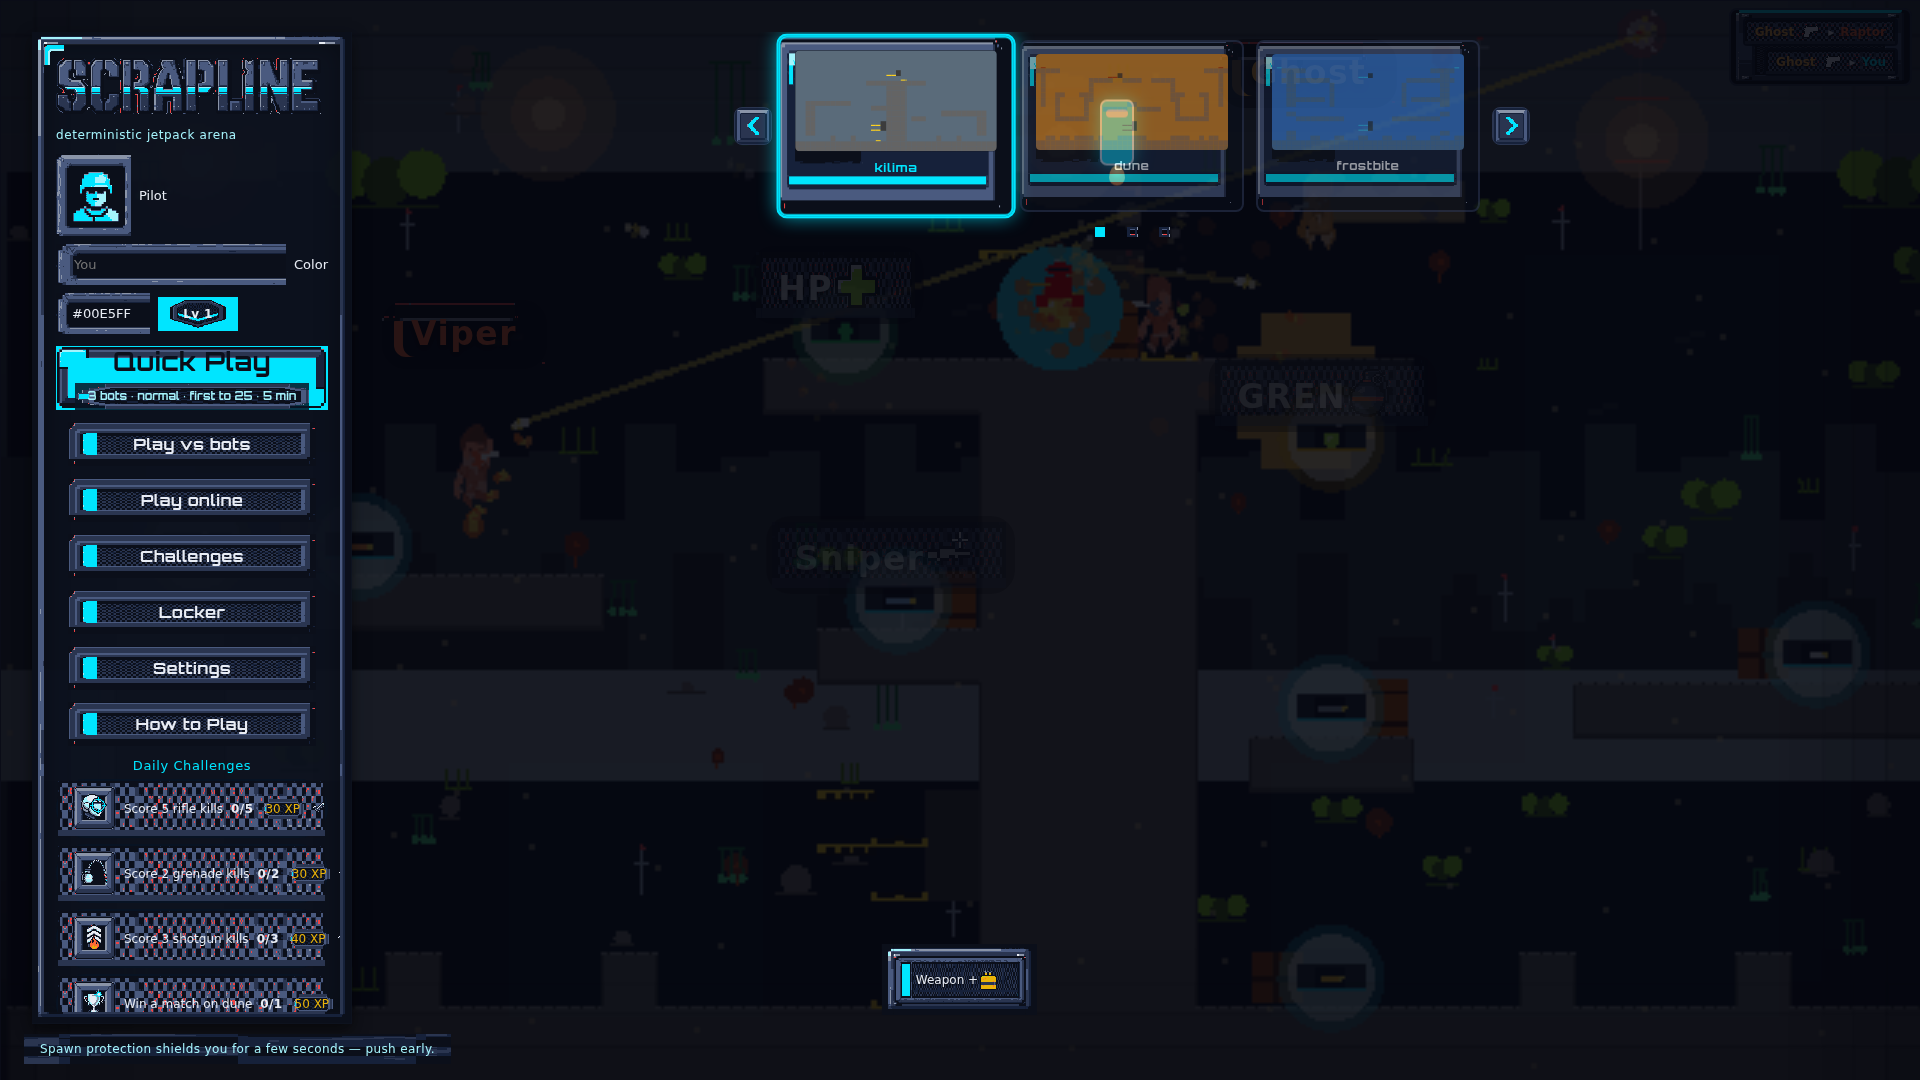 SCRAPLINE
deterministic jetpack arena
Pilot
You
Color
#00E5FF
Lv 1
Quick Play
3 bots · normal · first to 25 · 5 min
Play vs bots
Play online
Challenges
Locker
Settings
How to Play
Daily Challenges
Score 5 rifle kills 0/5 30 XP
Score 2 grenade kills 0/2 30 XP
Score 3 shotgun kills 0/3 40 XP
Win a match on dune 0/1 50 XP
Spawn protection shields you for a few seconds — push early.
kilima
dune
frostbite
Ghost
Ghost Raptor
Ghost You
HP
Viper
GREN
Sniper
Weapon +